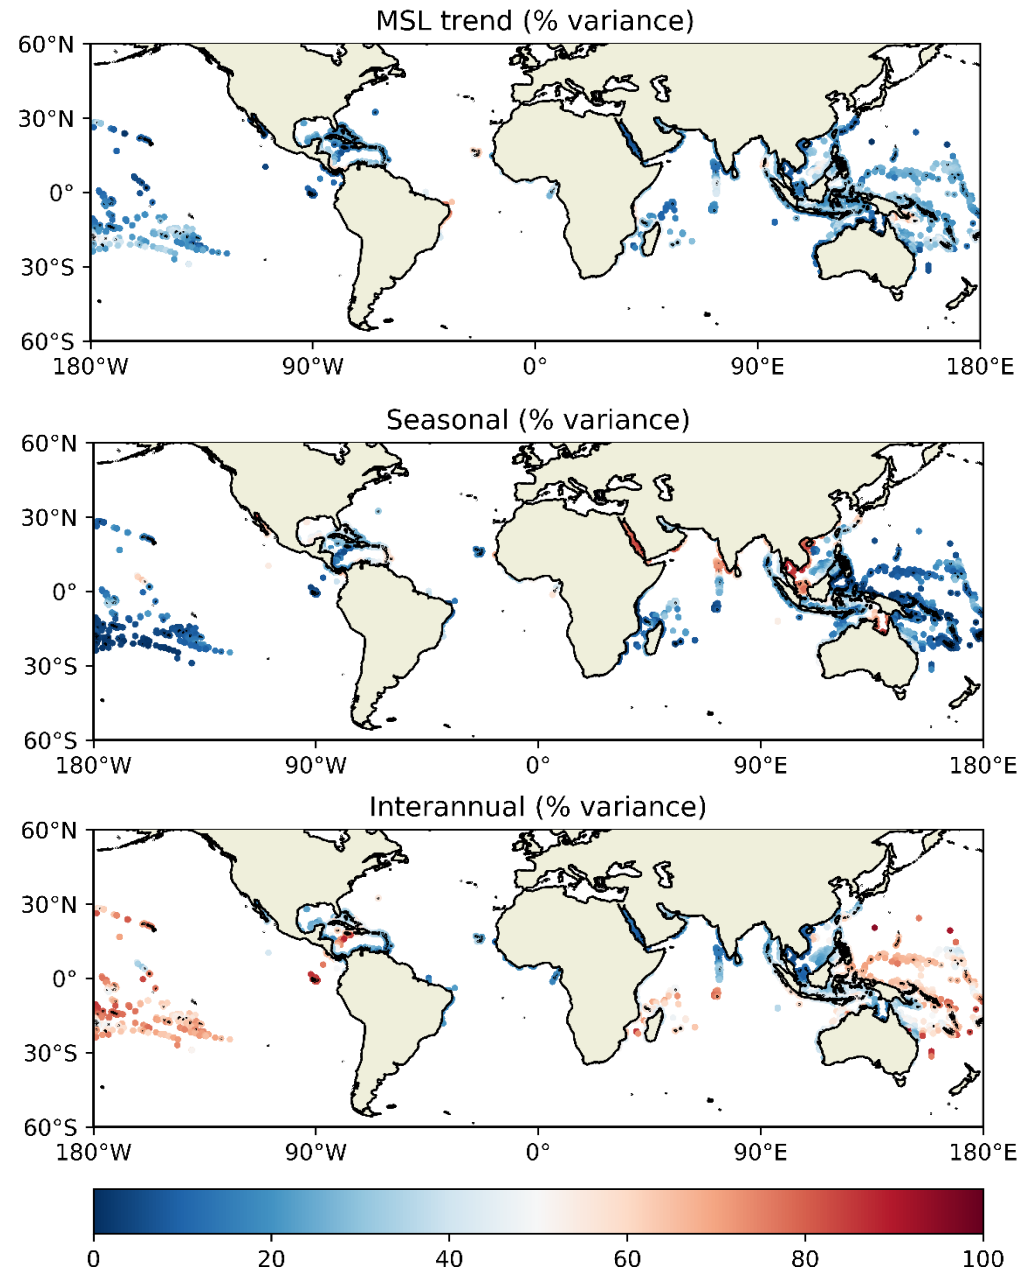 MSL trend (% variance)
60°N
30°N
0°
30°S
60°S
180°W 90°W 0° 90°E 180°E
Seasonal (% variance)
60°N
30°N
0°
30°S
60°S
180°W 90°W 0° 90°E 180°E
Interannual (% variance)
60°N
30°N
0°
30°S
60°S
180°W 90°W 0° 90°E 180°E
0 20 40 60 80 100